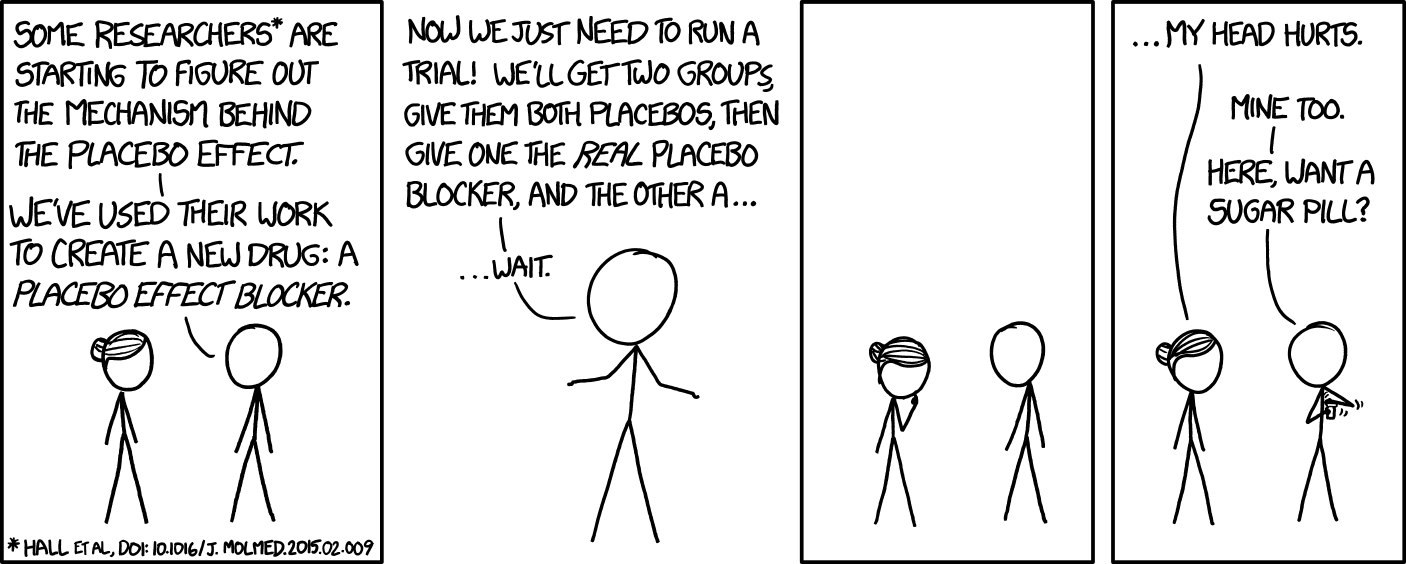 SOME RESEARCHERS* ARE
STARTING TO FIGURE OUT
THE MECHANISM BEHIND
THE PLACEBO EFFECT.
WE'VE USED THEIR WORK
TO CREATE A NEW DRUG: A
PLACEBO EFFECT BLOCKER.
* HALL ET AL, DOI: 10.1016/J. MOLMED.2015.02.009
NOW WE JUST NEED TO RUN A
TRIAL! WE'LL GET TWO GROUPS,
GIVE THEM BOTH PLACEBOS, THEN
GIVE ONE THE REAL PLACEBO
BLOCKER, AND THE OTHER A...
...WAIT.
...MY HEAD HURTS.
MINE TOO.
HERE, WANT A
SUGAR PILL?